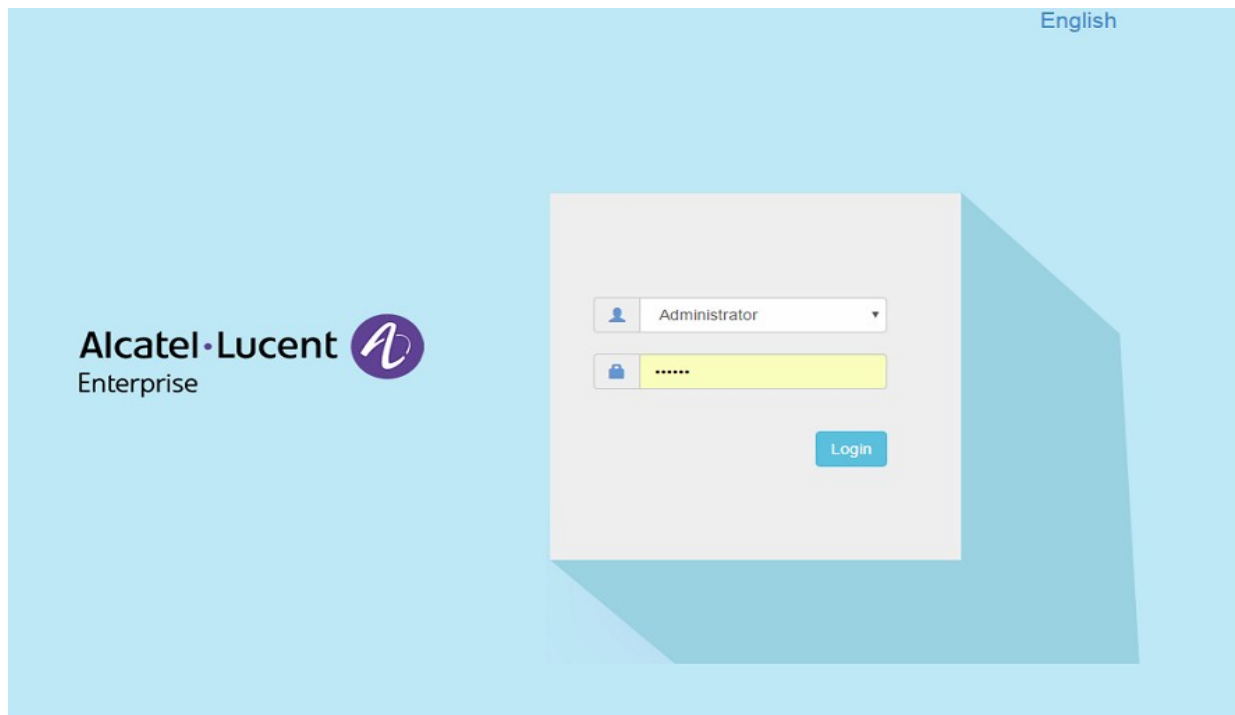 English
Alcatel·Lucent
Enterprise
Administrator
••••••
Login